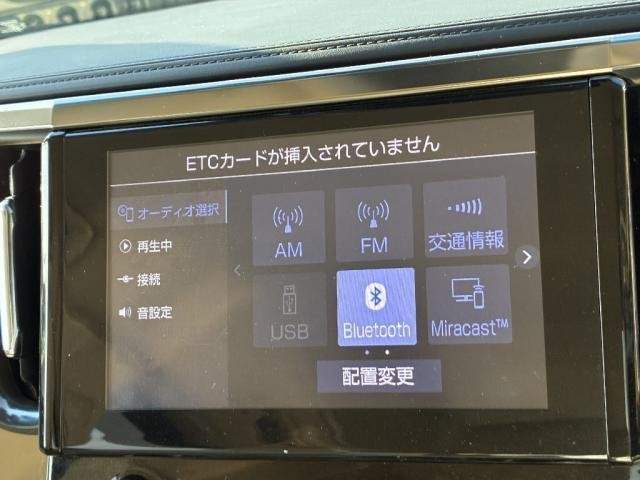 ETCカードが挿入されていません
オーディオ選択
再生中
接続
音設定
AM
FM
交通情報
USB
Bluetooth
Miracast™
配置変更